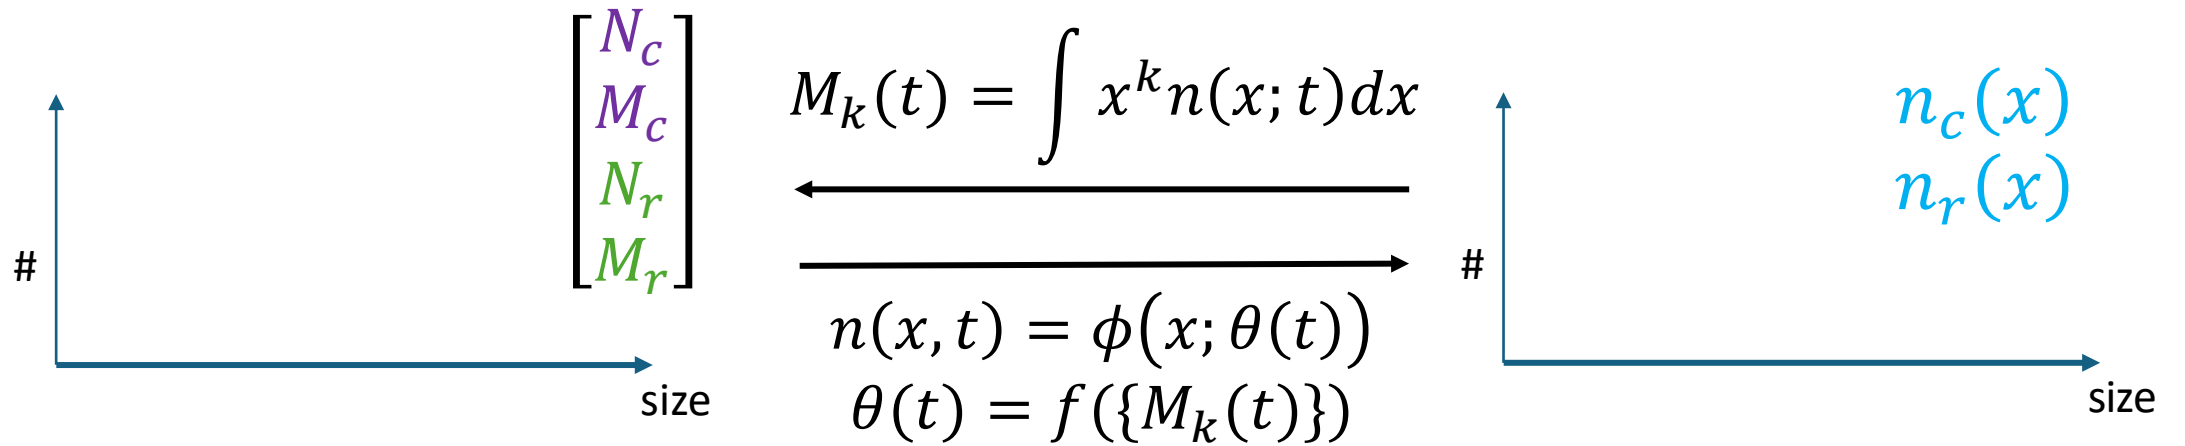 N_c
M_c
N_r
M_r
#
size
M_k(t) = ∫ x^k n(x; t)dx
n(x, t) = ϕ(x; θ(t))
θ(t) = f({M_k(t)})
n_c(x)
n_r(x)
#
size